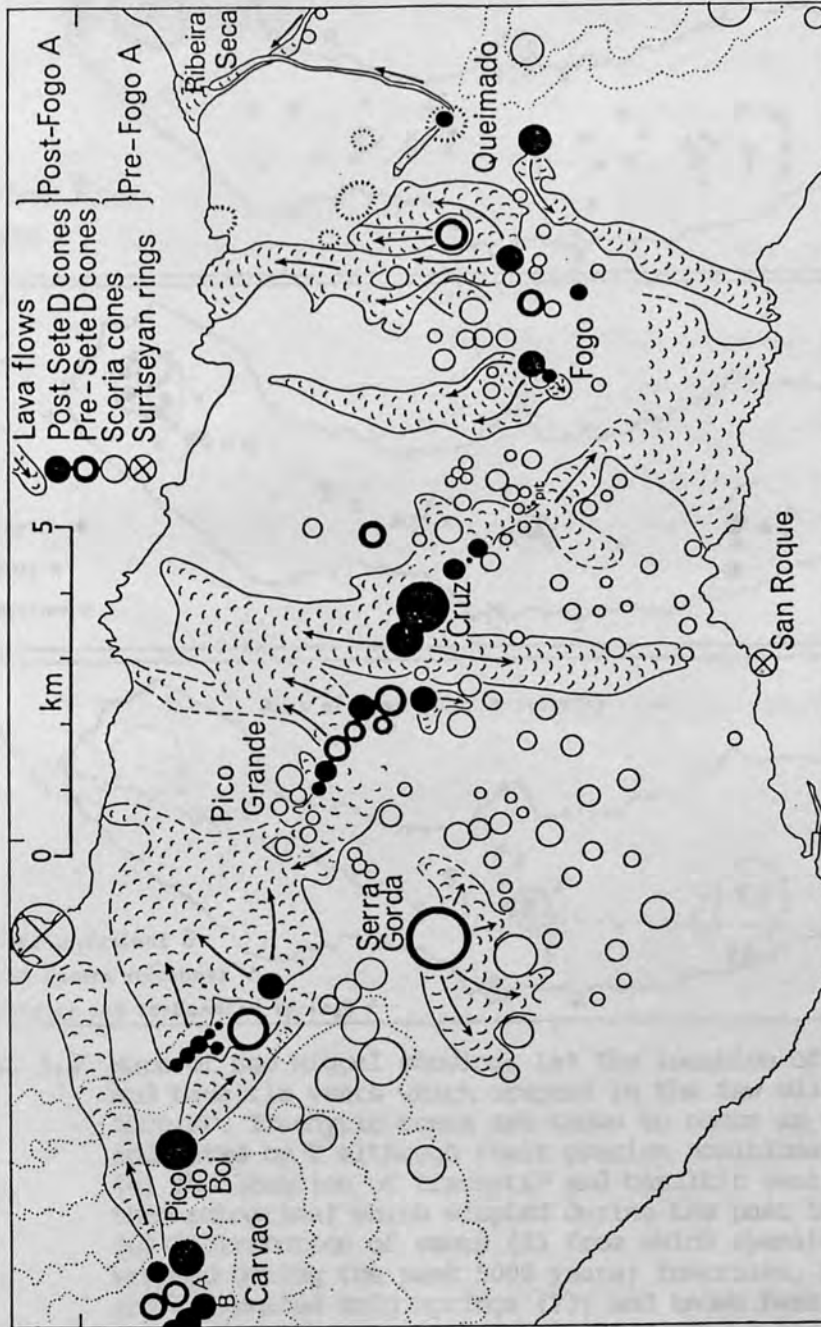 Lava flows
Post Sete D cones
Pre-Sete D cones
Post-Fogo A
Scoria cones
Surtseyan rings
Pre-Fogo A
0 km 5
Ribeira
Seca
Queimado
Fogo
pit
Cruz
San Roque
Pico
Grande
Serra
Gorda
Pico
do
Boi
C
A
B
Carvao